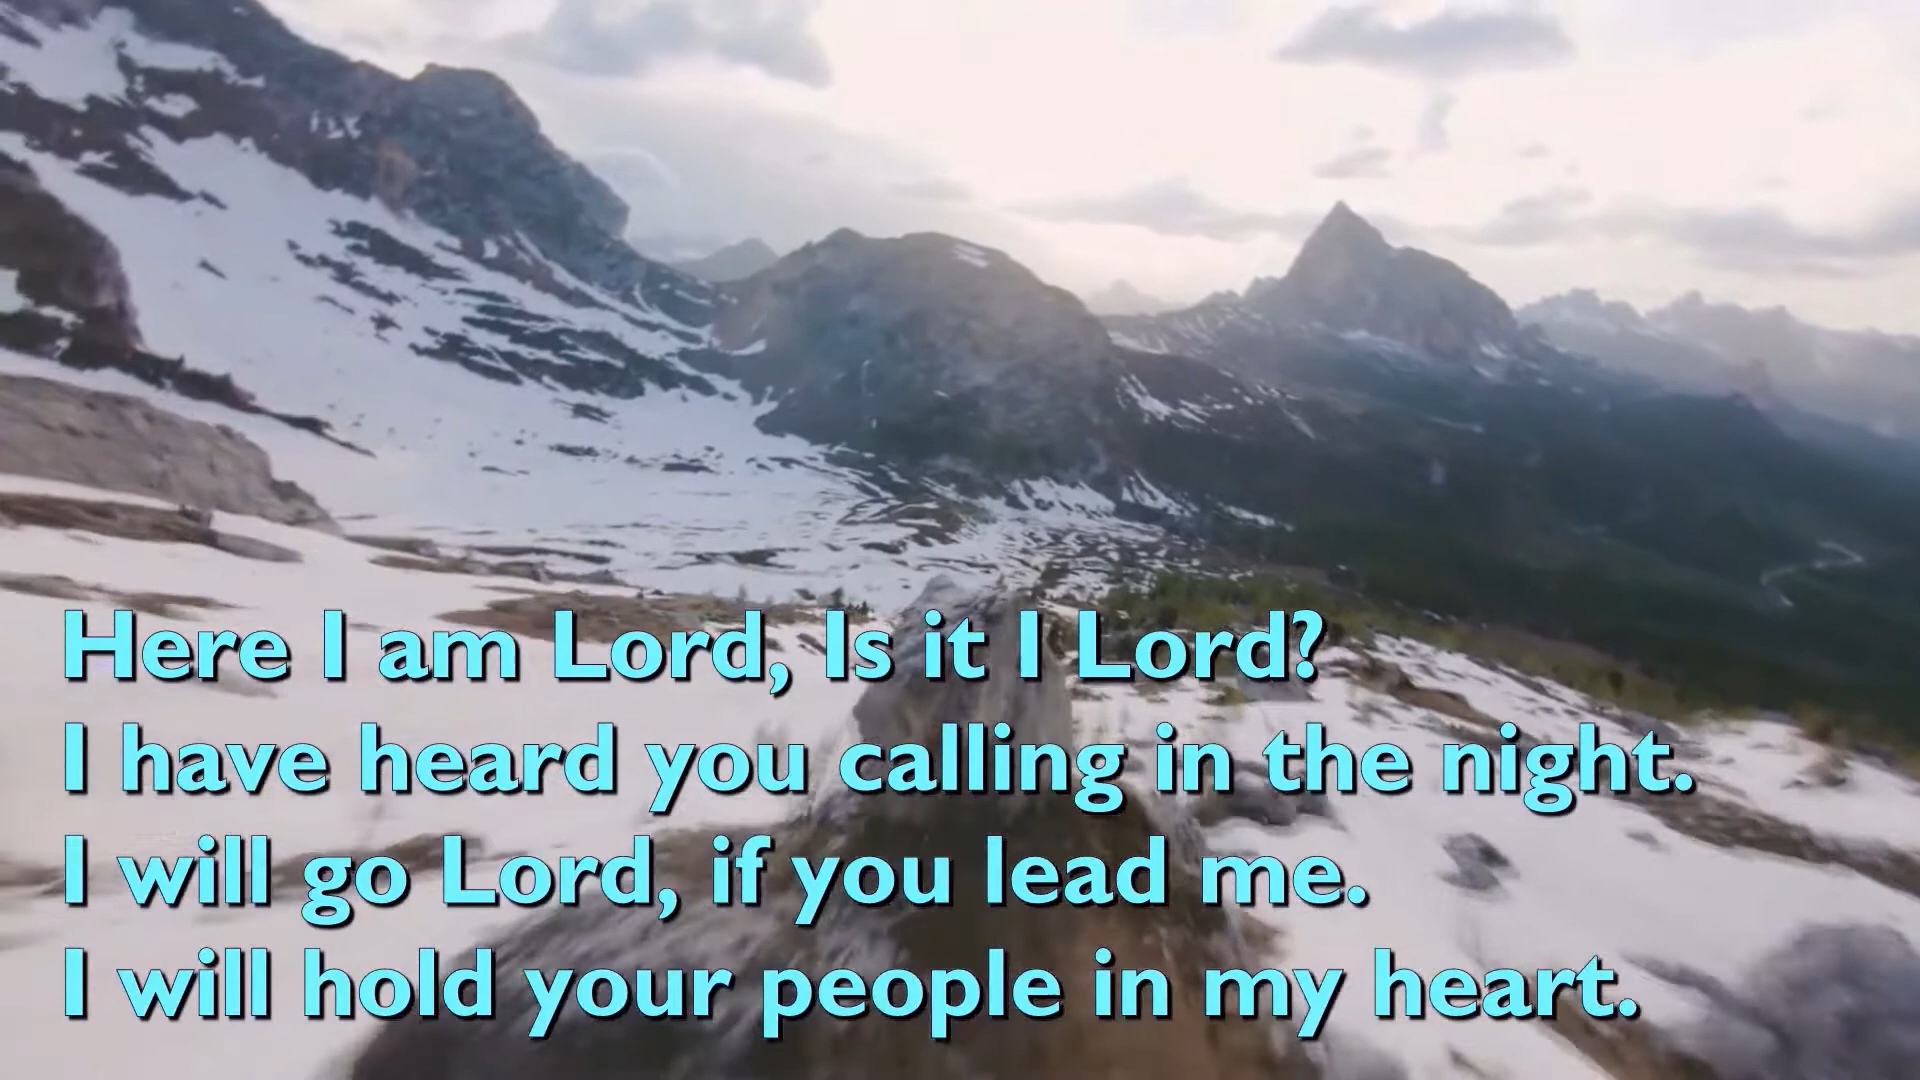 Here I am Lord, Is it I Lord?
I have heard you calling in the night.
I will go Lord, if you lead me.
I will hold your people in my heart.